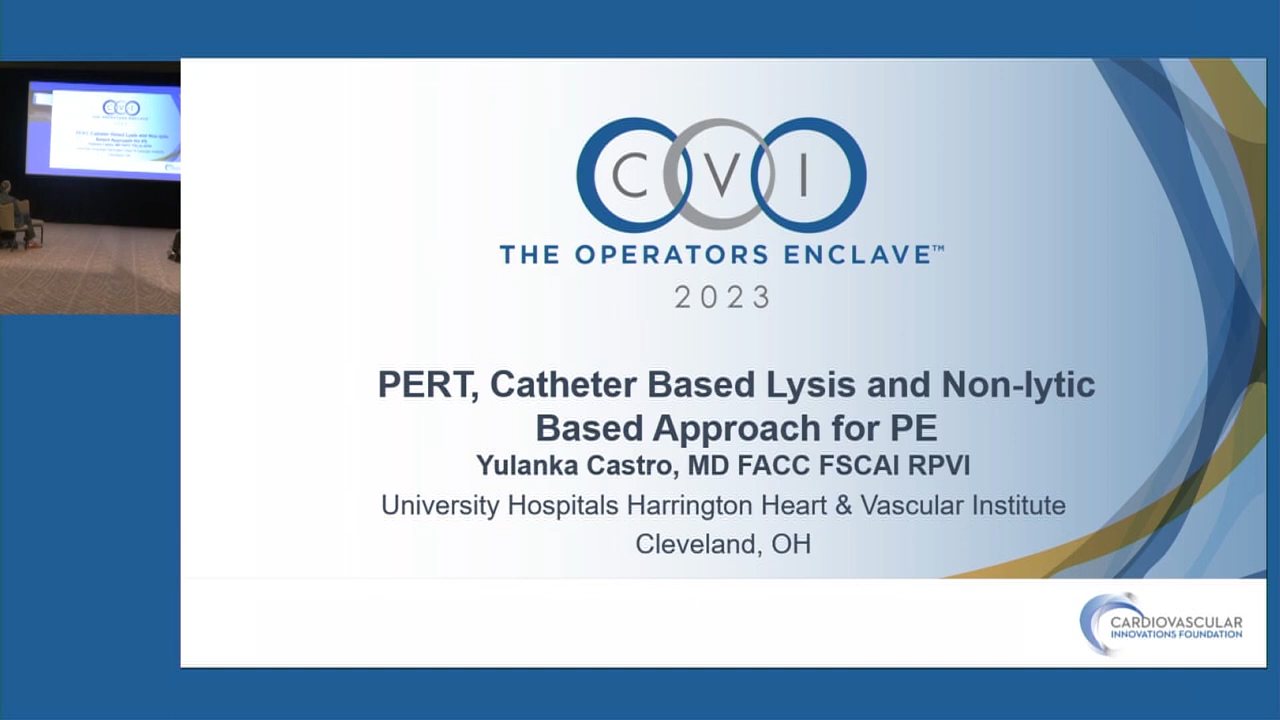 C V I
THE OPERATORS ENCLAVE™
2023
PERT, Catheter Based Lysis and Non-lytic
Based Approach for PE
Yulanka Castro, MD FACC FSCAI RPVI
University Hospitals Harrington Heart & Vascular Institute
Cleveland, OH
CARDIOVASCULAR
INNOVATIONS FOUNDATION